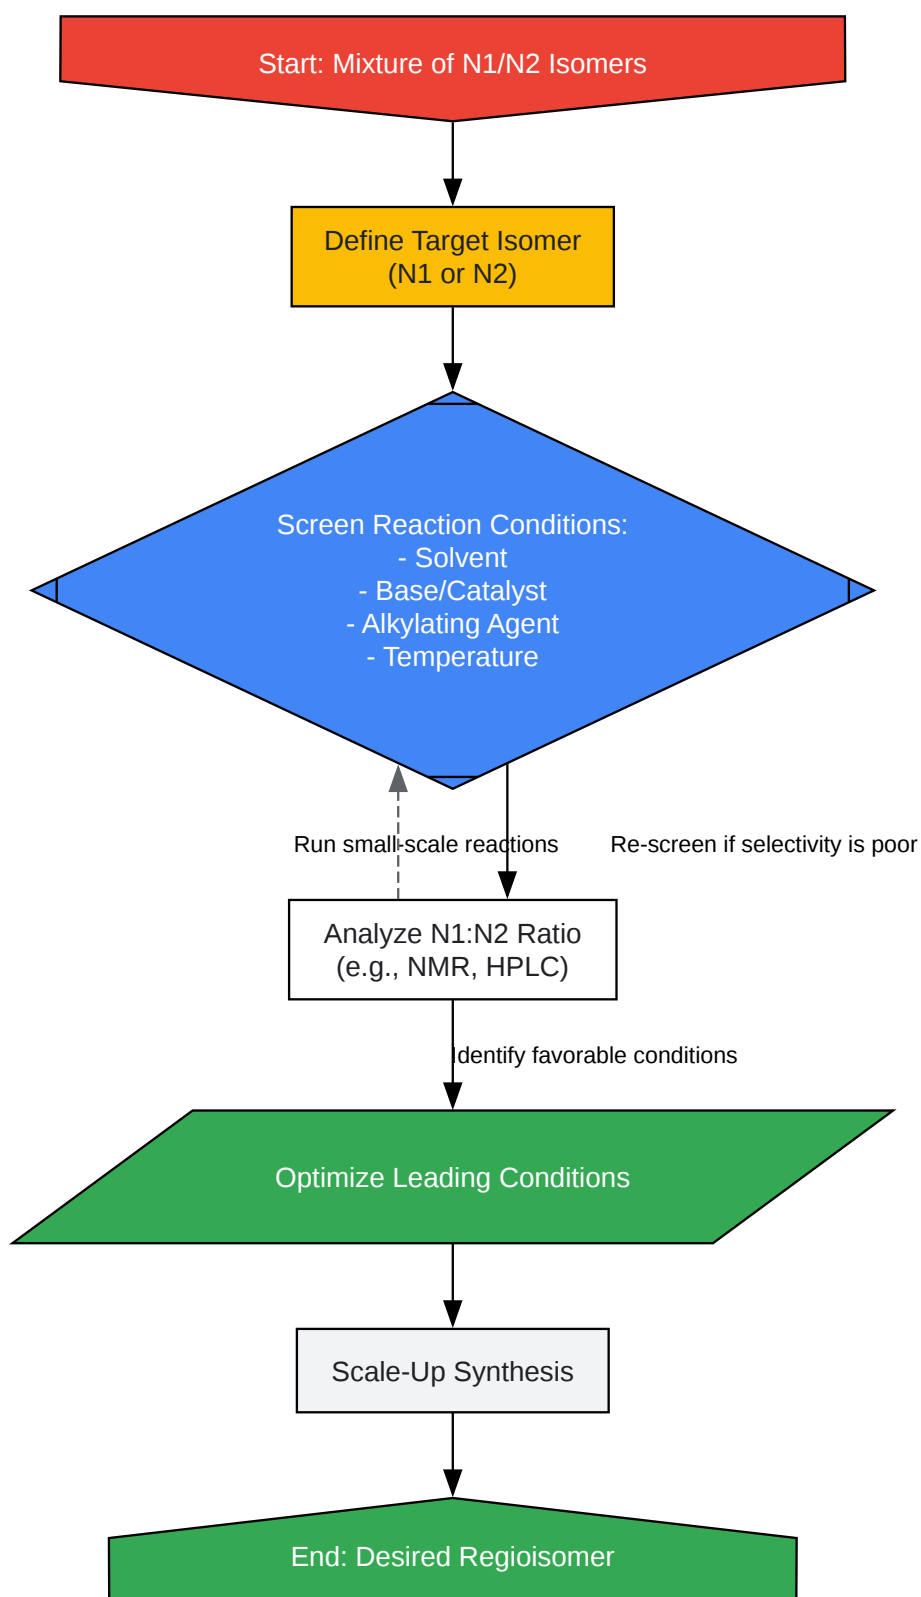 Start: Mixture of N1/N2 Isomers
Define Target Isomer
(N1 or N2)
Screen Reaction Conditions:
- Solvent
- Base/Catalyst
- Alkylating Agent
- Temperature
Run small-scale reactions
Re-screen if selectivity is poor
Analyze N1:N2 Ratio
(e.g., NMR, HPLC)
Identify favorable conditions
Optimize Leading Conditions
Scale-Up Synthesis
End: Desired Regioisomer